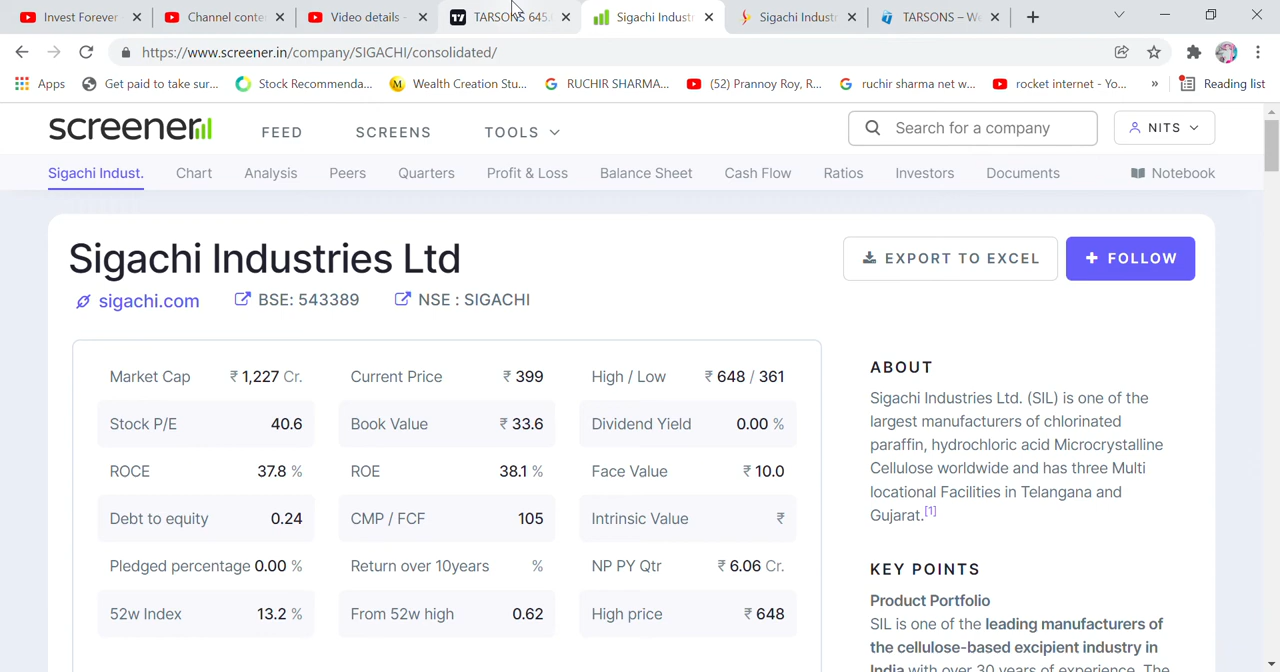 Invest Forever
Channel conte
Video details -
TARSONS 645.
Sigachi Industr
Sigachi Indust
TARSONS – We
https://www.screener.in/company/SIGACHI/consolidated/
Apps
Get paid to take sur...
Stock Recommenda...
Wealth Creation Stu...
RUCHIR SHARMA...
(52) Prannoy Roy, R...
ruchir sharma net w...
rocket internet - Yo...
»
Reading list
screener
FEED
SCREENS
TOOLS
Search for a company
NITS
Sigachi Indust.
Chart
Analysis
Peers
Quarters
Profit & Loss
Balance Sheet
Cash Flow
Ratios
Investors
Documents
Notebook
Sigachi Industries Ltd
EXPORT TO EXCEL
+ FOLLOW
sigachi.com
BSE: 543389
NSE : SIGACHI
Market Cap ₹ 1,227 Cr.
Current Price ₹ 399
High / Low ₹ 648 / 361
Stock P/E 40.6
Book Value ₹ 33.6
Dividend Yield 0.00 %
ROCE 37.8 %
ROE 38.1 %
Face Value ₹ 10.0
Debt to equity 0.24
CMP / FCF 105
Intrinsic Value ₹
Pledged percentage 0.00 %
Return over 10years %
NP PY Qtr ₹ 6.06 Cr.
52w Index 13.2 %
From 52w high 0.62
High price ₹ 648
ABOUT
Sigachi Industries Ltd. (SIL) is one of the
largest manufacturers of chlorinated
paraffin, hydrochloric acid Microcrystalline
Cellulose worldwide and has three Multi
locational Facilities in Telangana and
Gujarat.[1]
KEY POINTS
Product Portfolio
SIL is one of the leading manufacturers of
the cellulose-based excipient industry in
India with over 30 years of experience. The